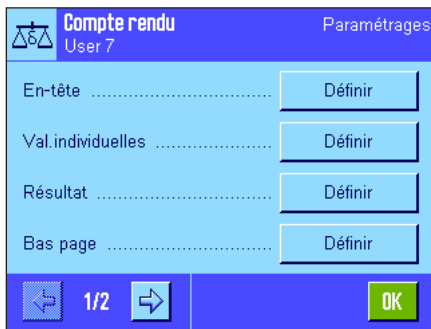 Compte rendu Paramétrages
User 7
En-tête ................................ Définir
Val.individuelles .................... Définir
Résultat ............................... Définir
Bas page ............................. Définir
1/2 OK